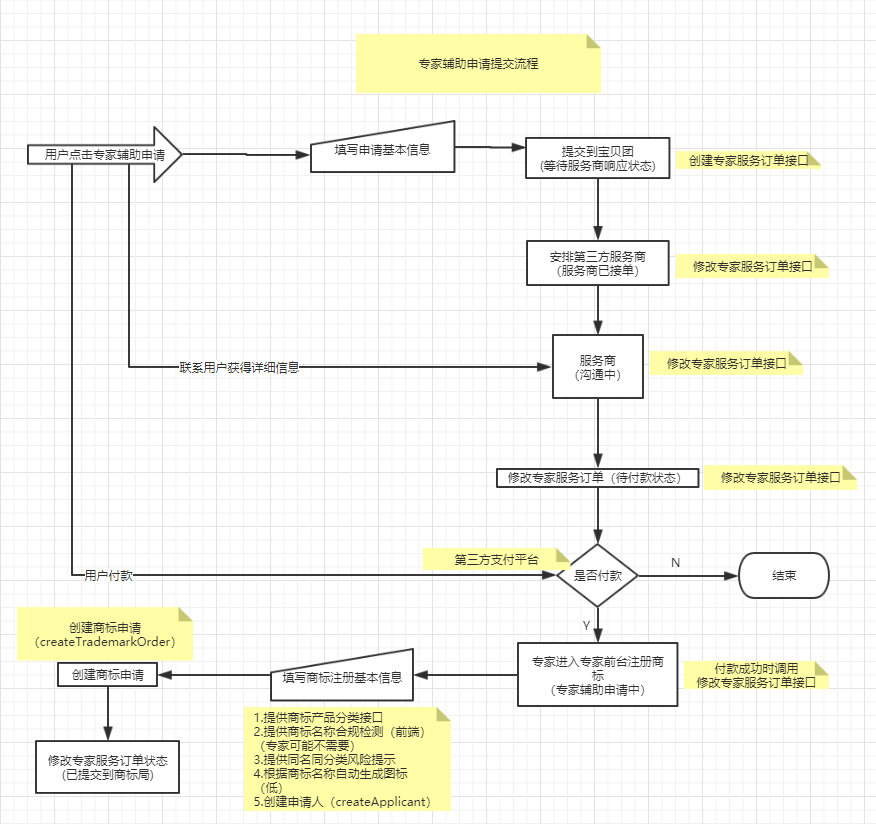 专家辅助申请提交流程
用户点击专家辅助申请
填写申请基本信息
提交到宝贝团
(等待服务商响应状态)
创建专家服务订单接口
安排第三方服务商
（服务商已接单）
修改专家服务订单接口
联系用户获得详细信息
服务商
（沟通中）
修改专家服务订单接口
修改专家服务订单（待付款状态）
修改专家服务订单接口
第三方支付平台
用户付款
是否付款
N
结束
Y
创建商标申请
（createTrademarkOrder）
创建商标申请
填写商标注册基本信息
专家进入专家前台注册商
标
（专家辅助申请中）
付款成功时调用
修改专家服务订单接口
1.提供商标产品分类接口
2.提供商标名称合规检测（前端）
（专家可能不需要）
3.提供同名同分类风险提示
4.根据商标名称自动生成图标
（低）
5.创建申请人（createApplicant）
修改专家服务订单状态
(已提交到商标局)